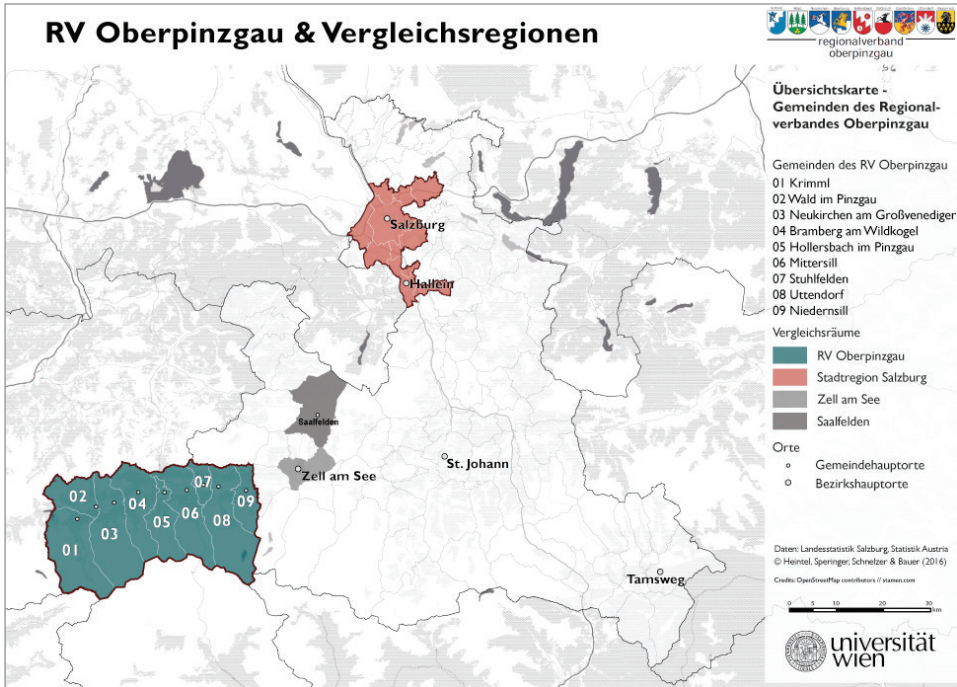 RV Oberpinzgau & Vergleichsregionen
regionalverband
oberpinzgau
Übersichtskarte -
Gemeinden des Regional-
verbandes Oberpinzgau
Gemeinden des RV Oberpinzgau
01 Krimml
02 Wald im Pinzgau
03 Neukirchen am Großvenediger
04 Bramberg am Wildkogel
05 Hollersbach im Pinzgau
06 Mittersill
07 Stuhlfelden
08 Uttendorf
09 Niedernsill
Vergleichsräume
RV Oberpinzgau
Stadtregion Salzburg
Zell am See
Saalfelden
Orte
Gemeindehauptorte
Bezirkshauptorte
Daten: Landesstatistik Salzburg, Statistik Austria
© Heintel, Speringer, Schnelzer & Bauer (2016)
Credits: OpenStreetMap contributors // stamen.com
0 5 10 20 30
km
universität
wien
Salzburg
Hallein
Saalfelden
Zell am See
St. Johann
Tamsweg
01
02
03
04
05
06
07
08
09